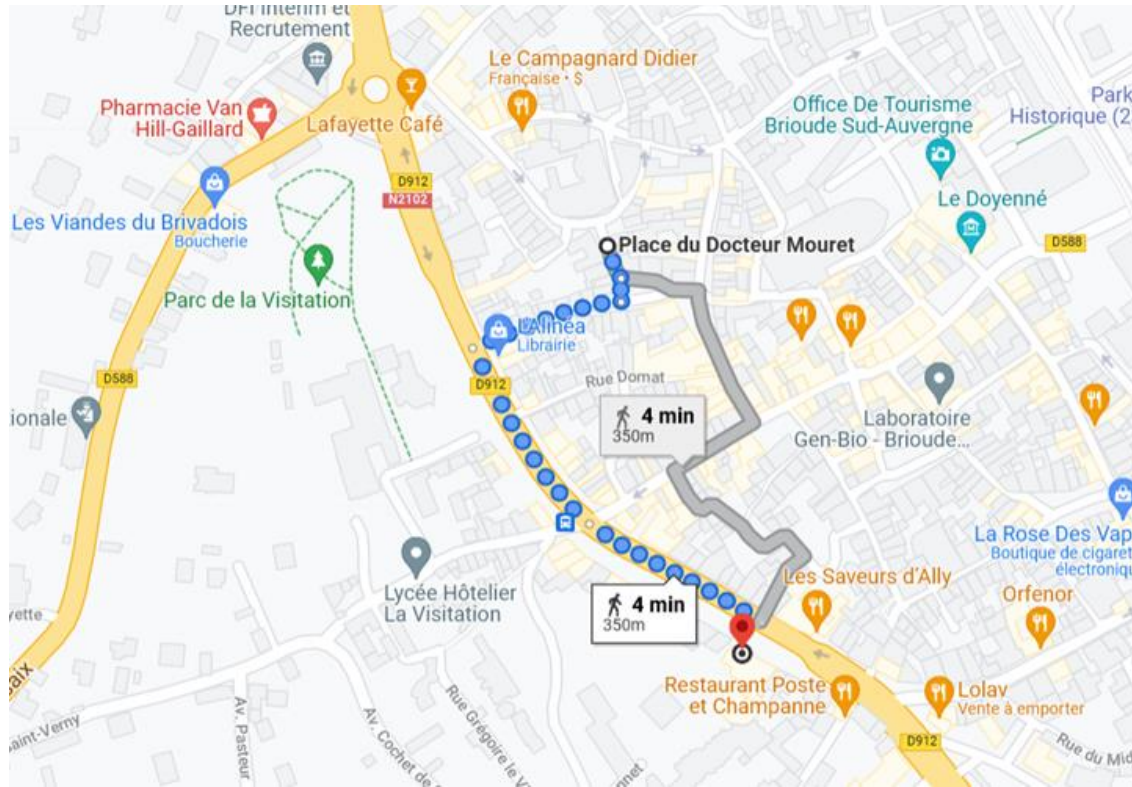 DFI Intérim et
Recrutement
Le Campagnard Didier
Française • $
Pharmacie Van
Hill-Gaillard
Lafayette Café
Office De Tourisme
Brioude Sud-Auvergne
Park
Historique (2
D912
N2102
Les Viandes du Brivadois
Boucherie
Le Doyenné
D588
Place du Docteur Mouret
Parc de la Visitation
L'Alinéa
Librairie
D588
D912
Rue Domat
ionale
4 min
350m
Laboratoire
Gen-Bio - Brioude...
La Rose Des Vap
Boutique de cigaret
électroniqu
Lycée Hôtelier
La Visitation
4 min
350m
Les Saveurs d'Ally
Orfenor
yette
aix
Restaurant Poste
et Champanne
Lolav
Vente à emporter
aint-Verny
Av. Pasteur
Av. Cochet de
Rue Grégoire le
nnet
D912
Rue du Mid